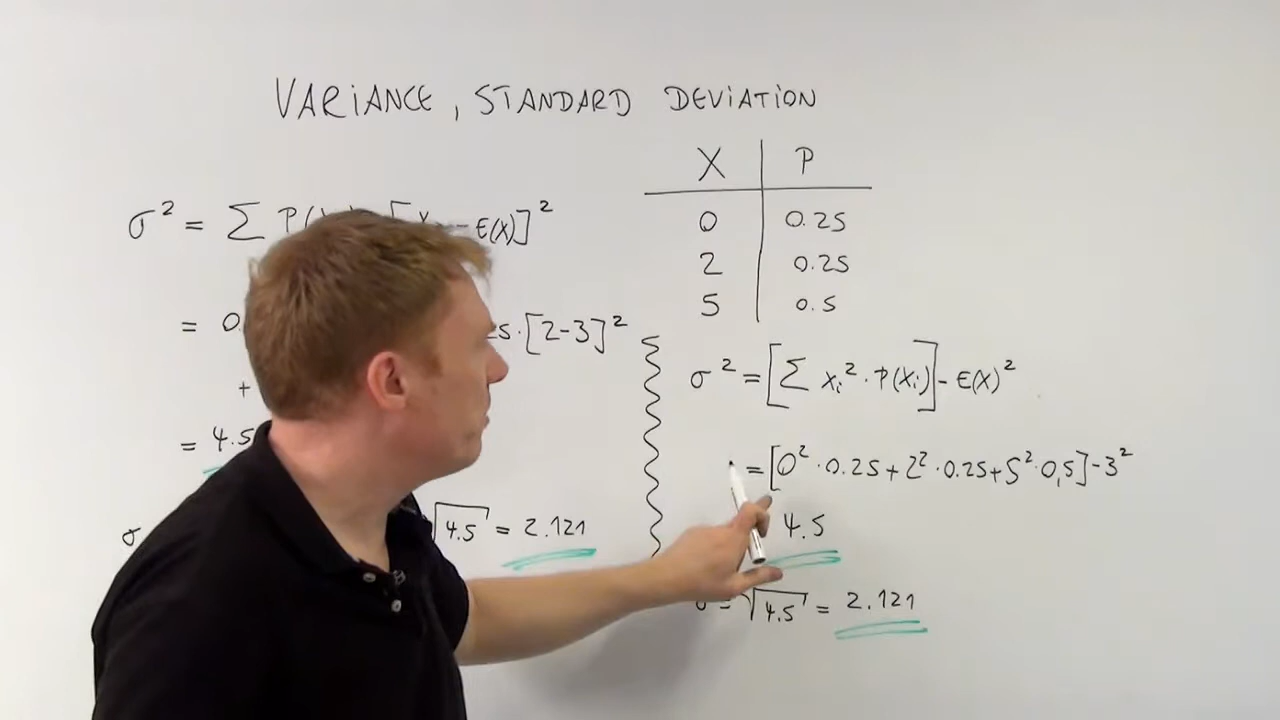 VARIANCE, STANDARD DEVIATION
σ² = Σ P( [X - E(X)]²
= 0. · [2-3]²
+
= 4.5
σ √4.5 = 2.121
X P
0 0.25
2 0.25
5 0.5
σ² = [Σ xᵢ² · P(Xᵢ)] - E(X)²
= [0² · 0.25 + 2² · 0.25 + 5² · 0,5] - 3²
4.5
σ = √4.5 = 2.121